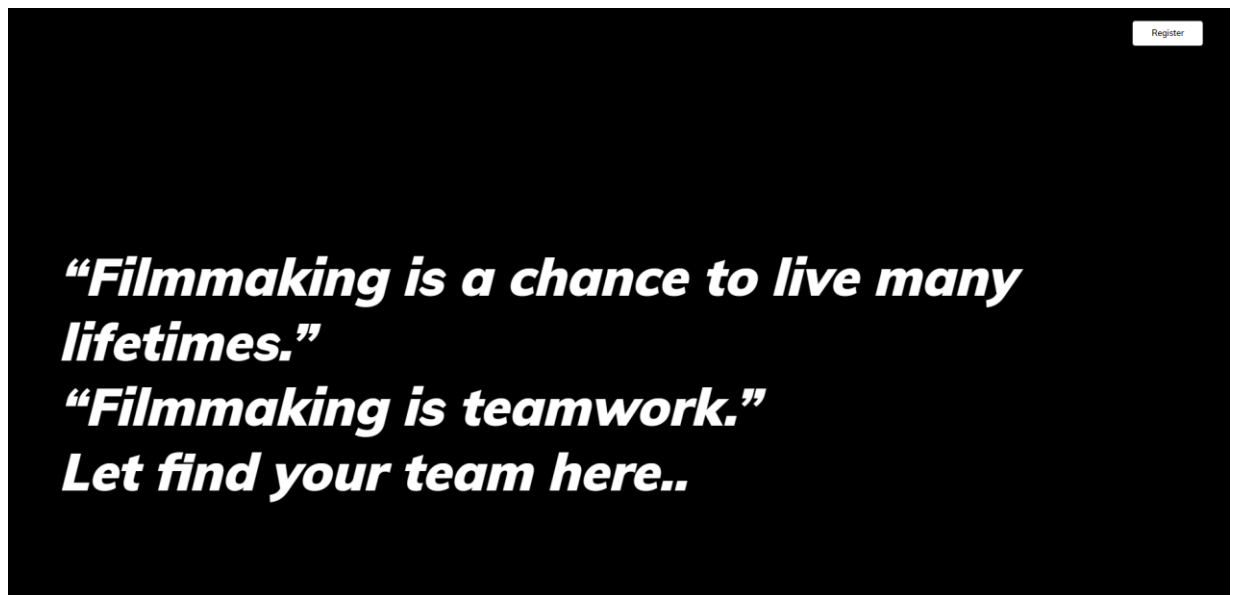 Register
“Filmmaking is a chance to live many
lifetimes.”
“Filmmaking is teamwork.”
Let find your team here..